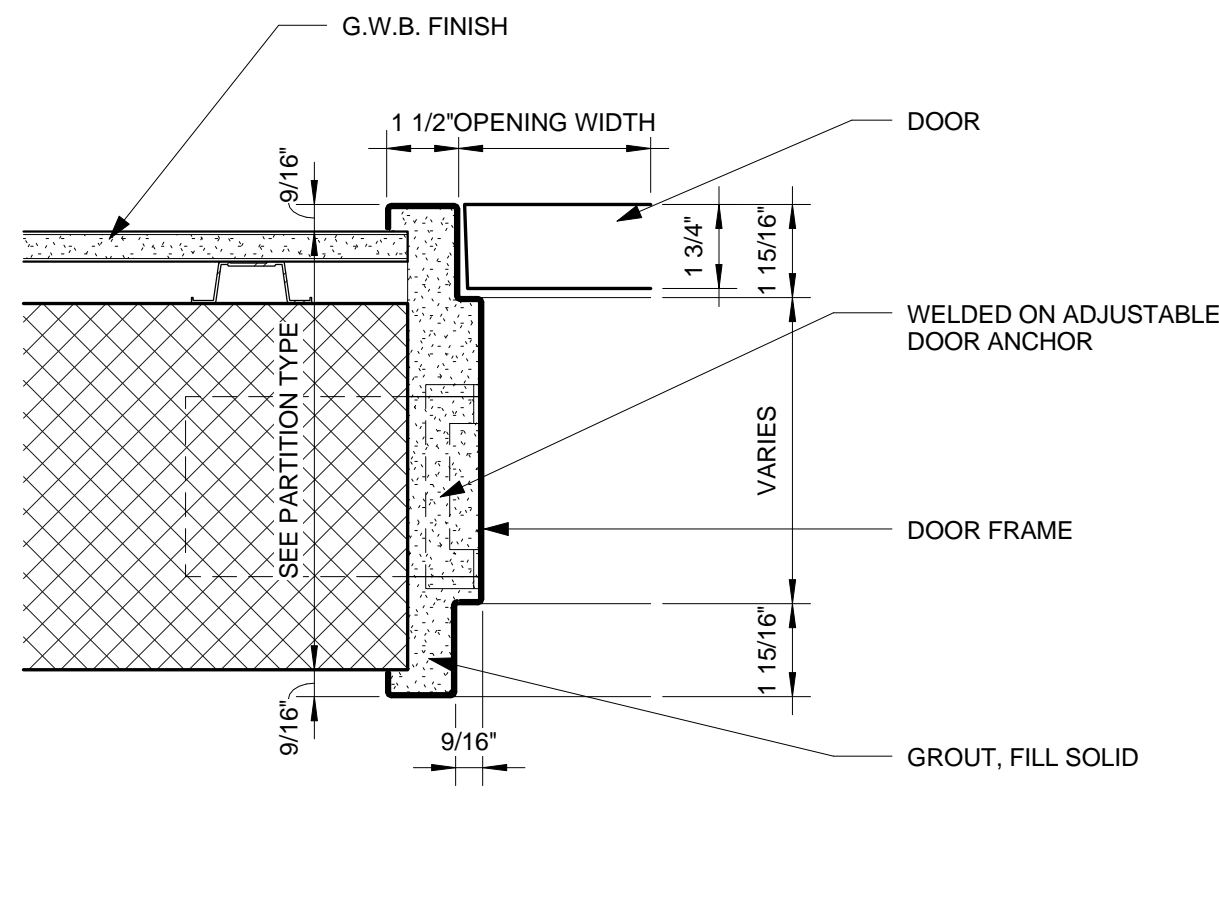 G.W.B. FINISH
1 1/2"
OPENING WIDTH
DOOR
9/16"
1 3/4"
1 15/16"
WELDED ON ADJUSTABLE
DOOR ANCHOR
SEE PARTITION TYPE
VARIES
DOOR FRAME
1 15/16"
9/16"
9/16"
GROUT, FILL SOLID